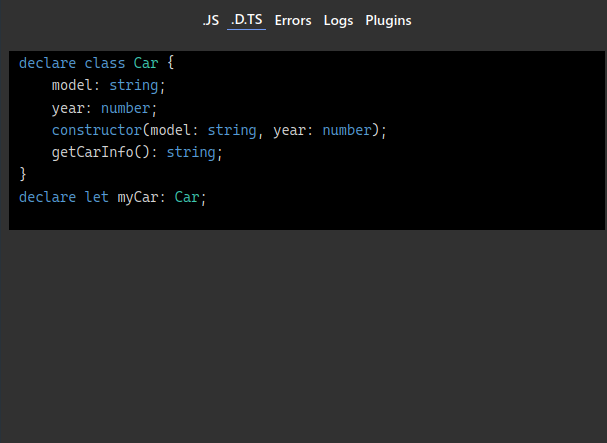 .JS .D.TS Errors Logs Plugins
declare class Car {
    model: string;
    year: number;
    constructor(model: string, year: number);
    getCarInfo(): string;
}
declare let myCar: Car;